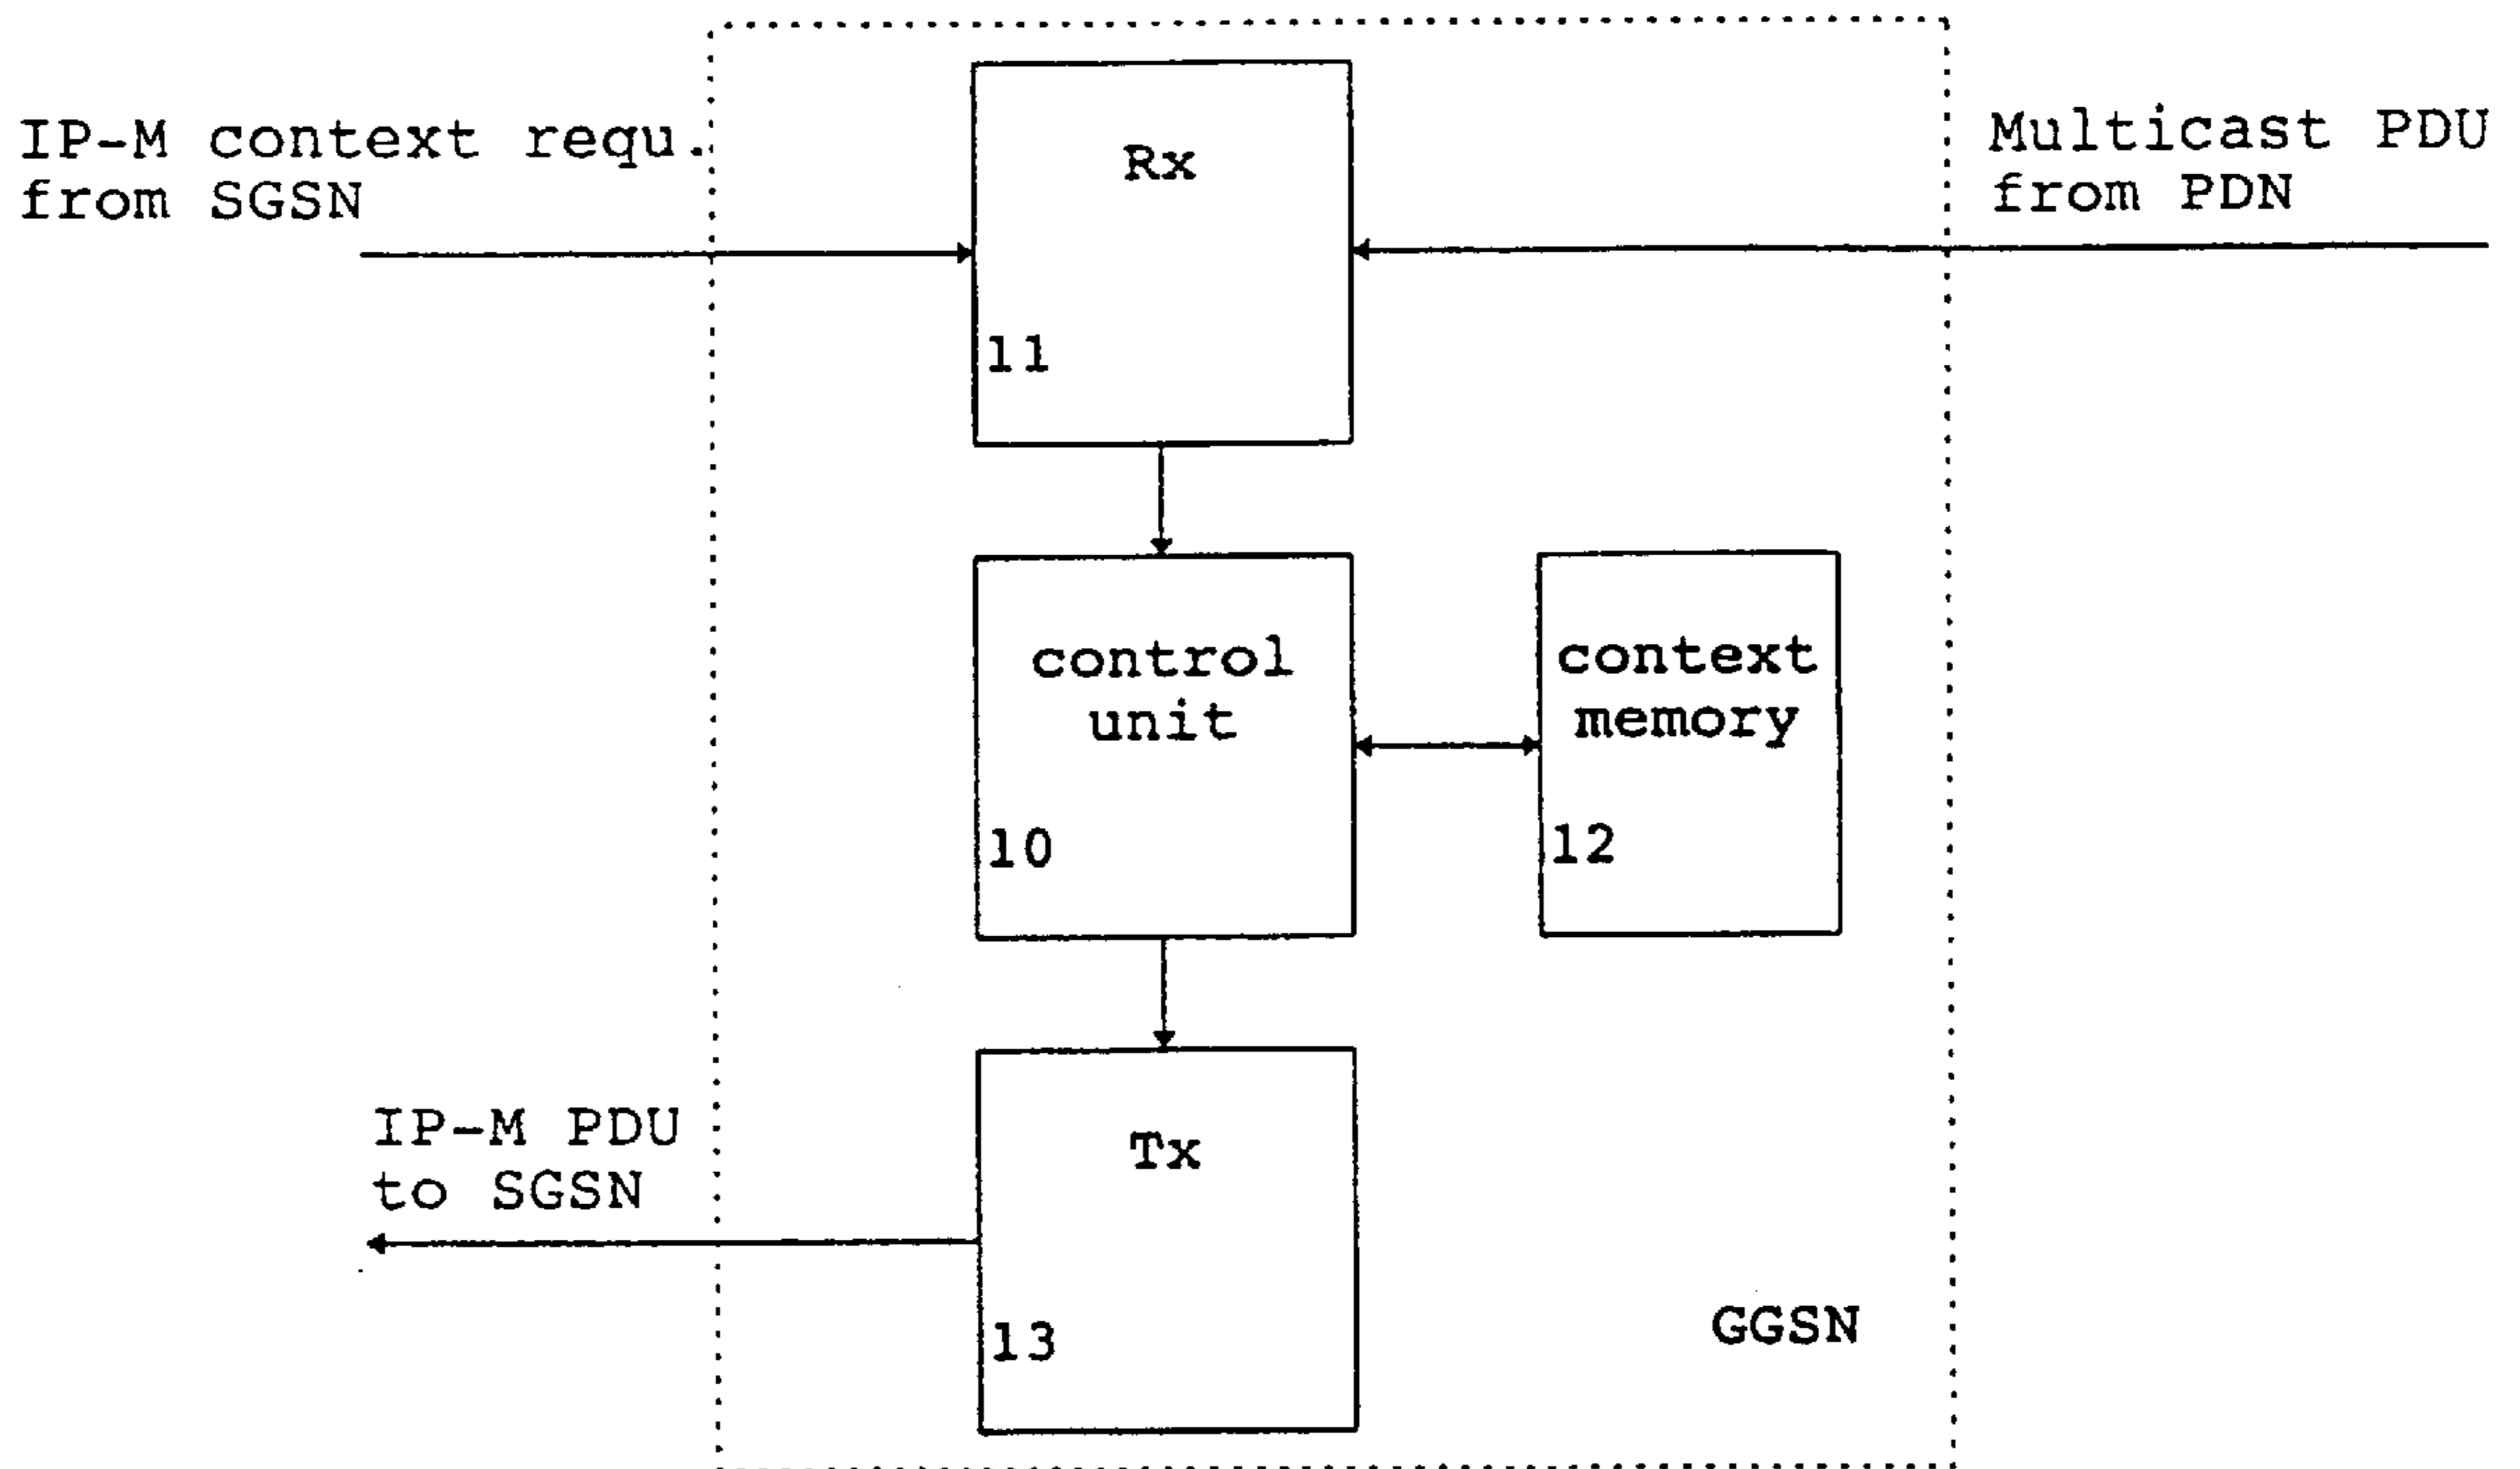 IP-M context requ.
from SGSN
Rx
11
Multicast PDU
from PDN
control
unit
10
context
memory
12
IP-M PDU
to SGSN
Tx
13
GGSN